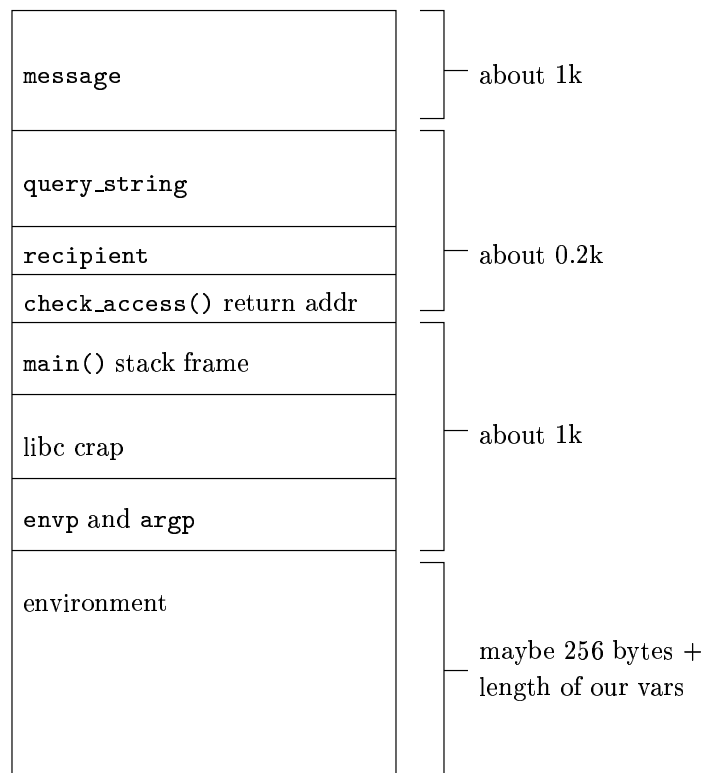 message
about 1k
query_string
recipient
about 0.2k
check_access() return addr
main() stack frame
about 1k
libc crap
envp and argp
environment
maybe 256 bytes +
length of our vars